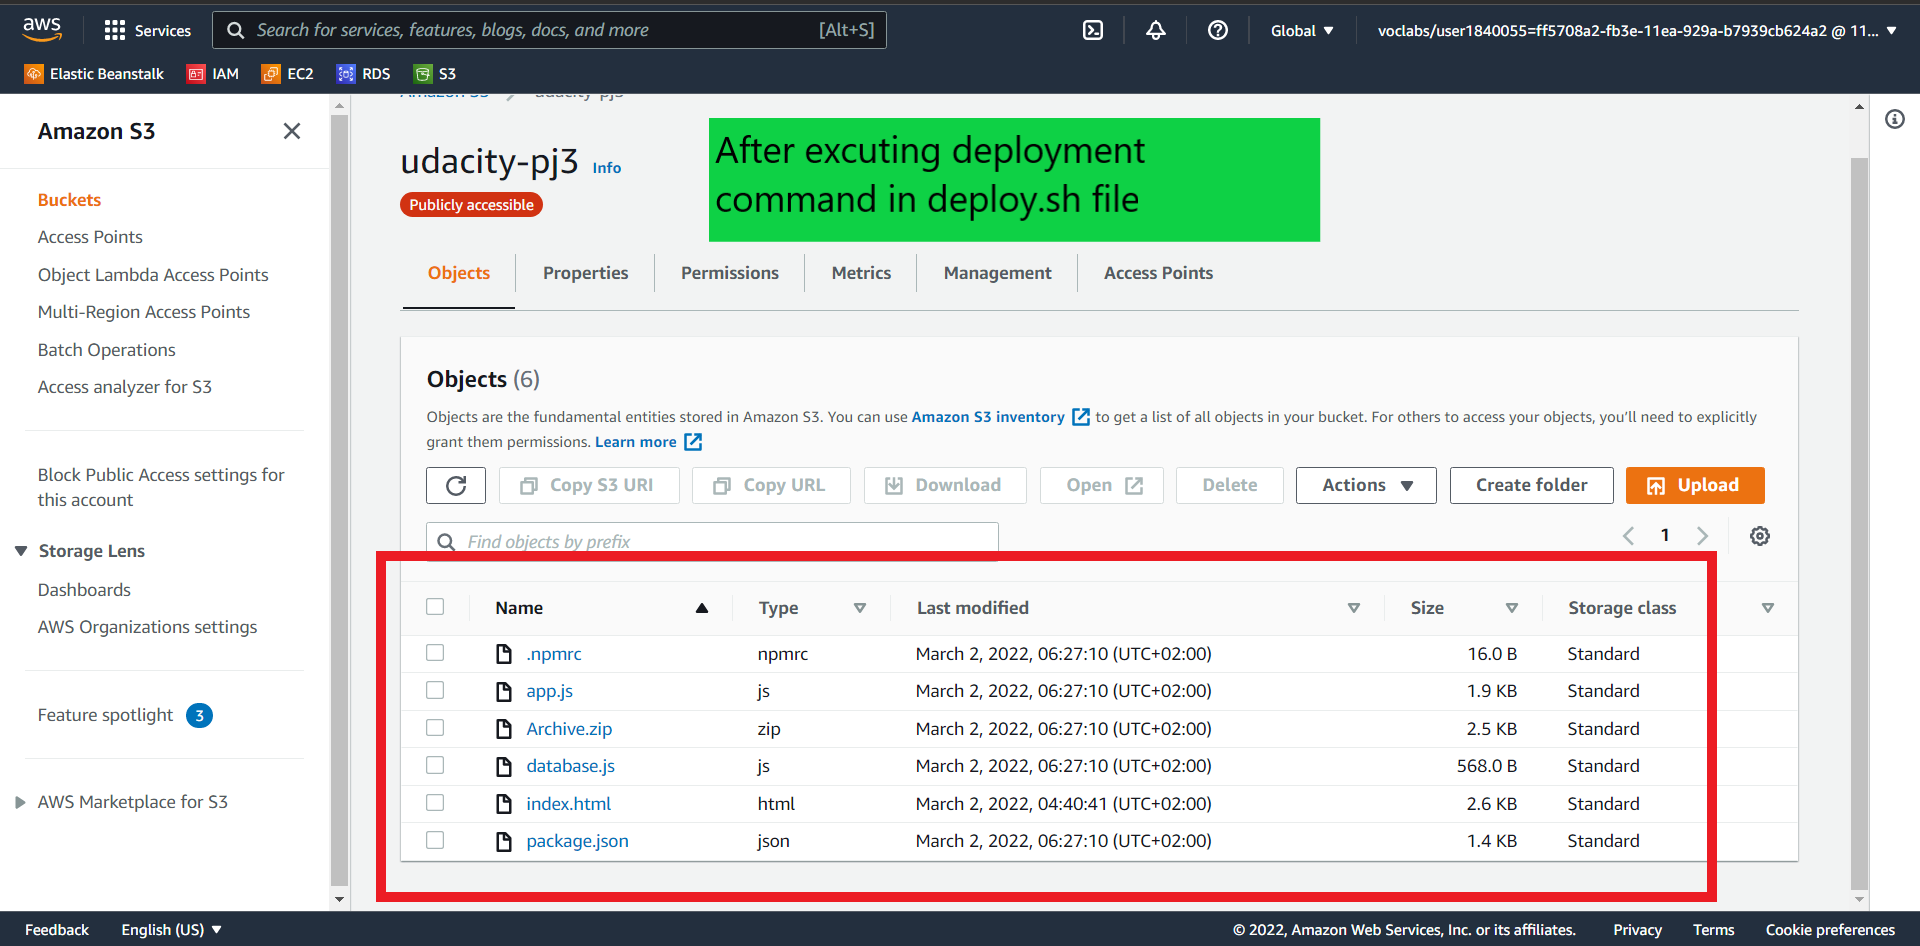 aws
Services
Search for services, features, blogs, docs, and more
[Alt+S]
Global
voclabs/user1840055=ff5708a2-fb3e-11ea-929a-b7939cb624a2 @ 11...
Elastic Beanstalk
IAM
EC2
RDS
S3
Amazon S3
Buckets
Access Points
Object Lambda Access Points
Multi-Region Access Points
Batch Operations
Access analyzer for S3
Block Public Access settings for
this account
Storage Lens
Dashboards
AWS Organizations settings
Feature spotlight 3
AWS Marketplace for S3
Amazon S3 > udacity-pj3
udacity-pj3 Info
Publicly accessible
After excuting deployment
command in deploy.sh file
Objects Properties Permissions Metrics Management Access Points
Objects (6)
Objects are the fundamental entities stored in Amazon S3. You can use Amazon S3 inventory to get a list of all objects in your bucket. For others to access your objects, you'll need to explicitly
grant them permissions. Learn more
Copy S3 URI Copy URL Download Open Delete Actions Create folder Upload
Find objects by prefix
1
Name Type Last modified Size Storage class
.npmrc npmrc March 2, 2022, 06:27:10 (UTC+02:00) 16.0 B Standard
app.js js March 2, 2022, 06:27:10 (UTC+02:00) 1.9 KB Standard
Archive.zip zip March 2, 2022, 06:27:10 (UTC+02:00) 2.5 KB Standard
database.js js March 2, 2022, 06:27:10 (UTC+02:00) 568.0 B Standard
index.html html March 2, 2022, 04:40:41 (UTC+02:00) 2.6 KB Standard
package.json json March 2, 2022, 06:27:10 (UTC+02:00) 1.4 KB Standard
Feedback English (US) © 2022, Amazon Web Services, Inc. or its affiliates. Privacy Terms Cookie preferences